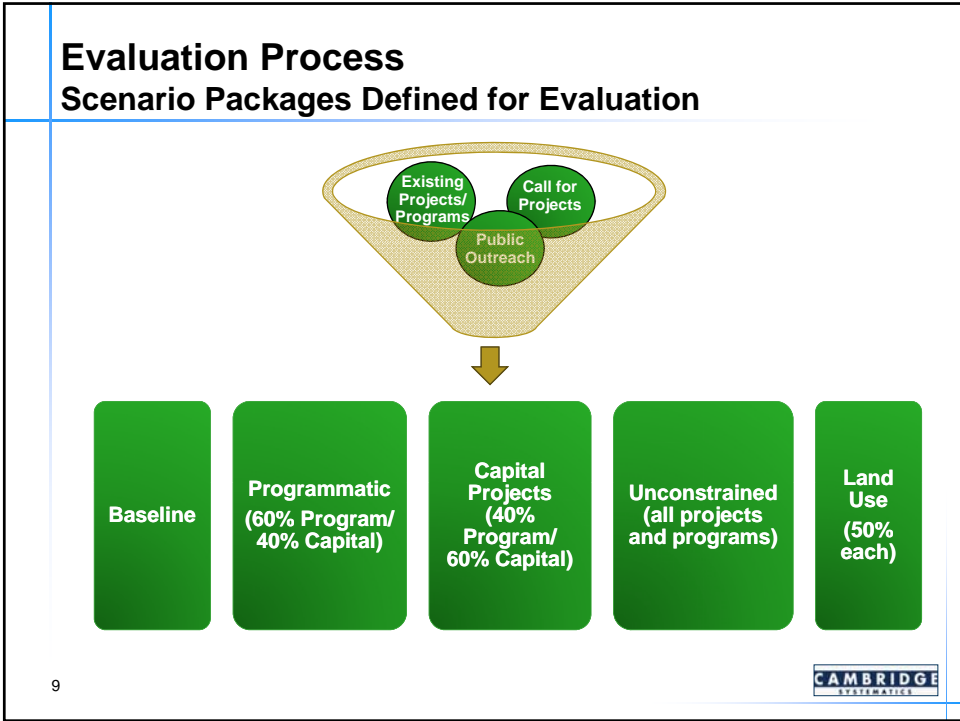 Evaluation Process
Scenario Packages Defined for Evaluation
Existing
Projects/
Programs
Call for
Projects
Public
Outreach
Baseline
Programmatic
(60% Program/
40% Capital)
Capital
Projects
(40%
Program/
60% Capital)
Unconstrained
(all projects
and programs)
Land
Use
(50%
each)
9
CAMBRIDGE
SYSTEMATICS